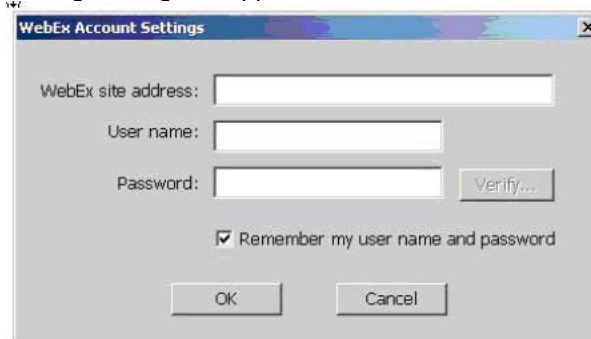 WebEx Account Settings
WebEx site address:
User name:
Password:
Verify...
Remember my user name and password
OK
Cancel